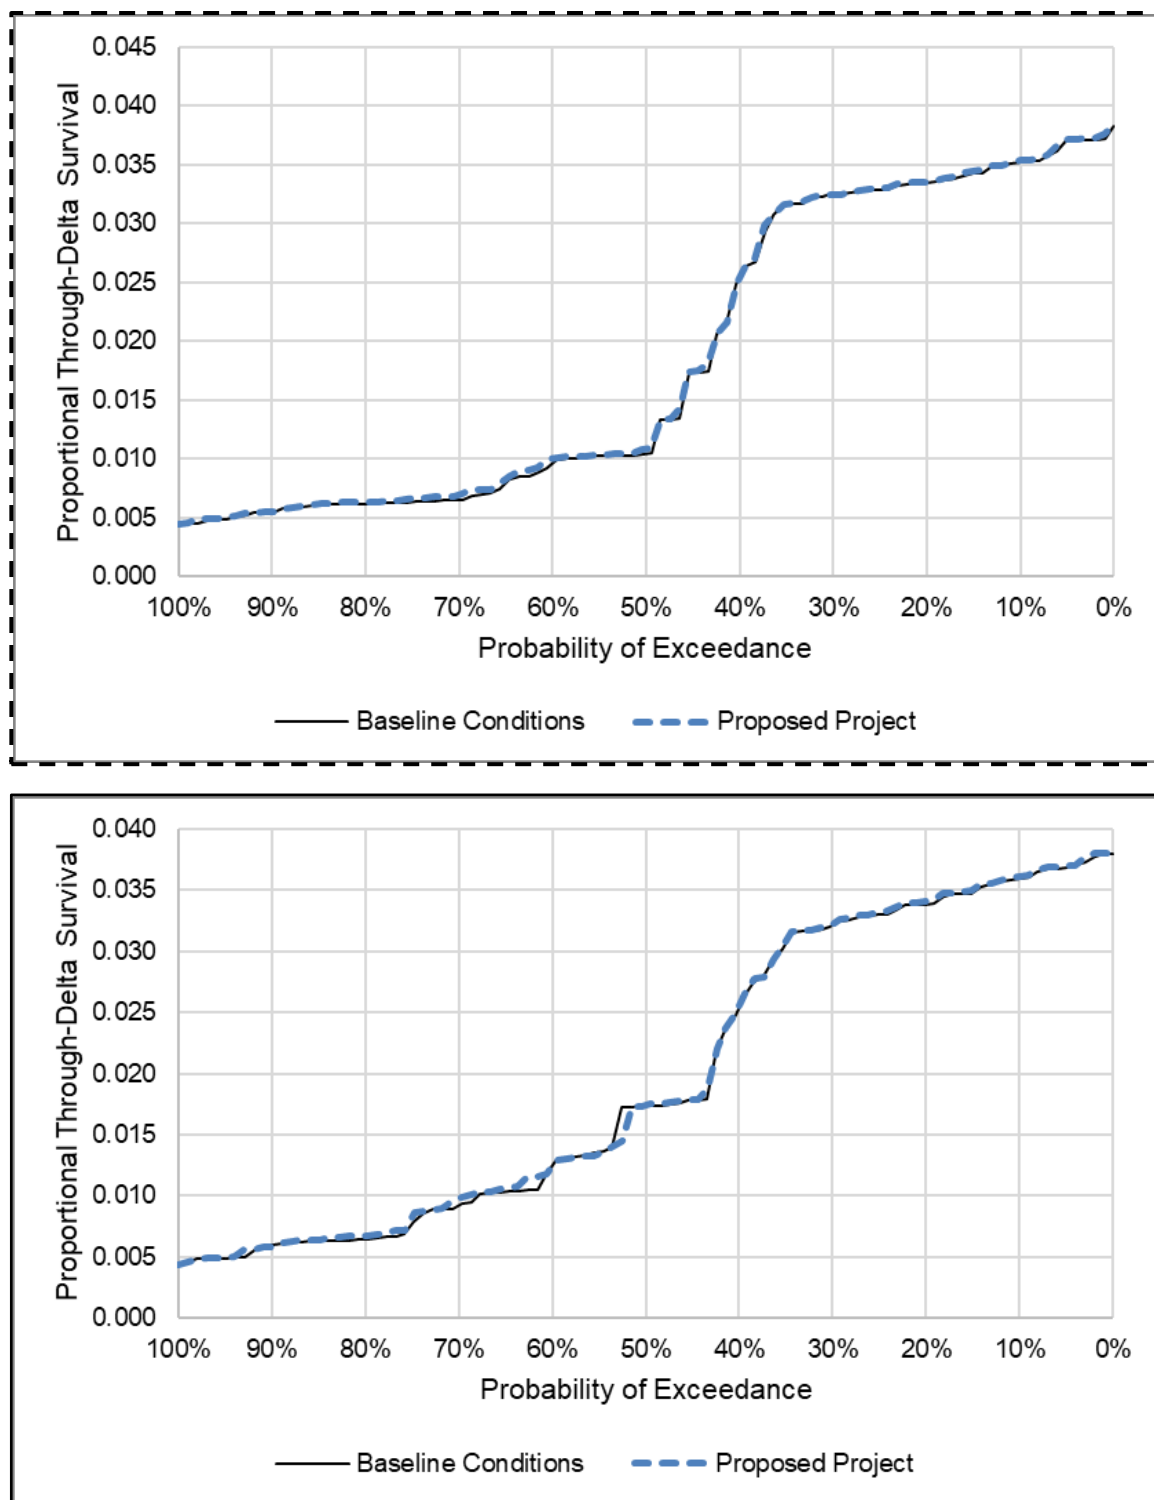 Proportional Through-Delta Survival
0.045
0.040
0.035
0.030
0.025
0.020
0.015
0.010
0.005
0.000
100% 90% 80% 70% 60% 50% 40% 30% 20% 10% 0%
Probability of Exceedance
Baseline Conditions Proposed Project
Proportional Through-Delta Survival
0.040
0.035
0.030
0.025
0.020
0.015
0.010
0.005
0.000
100% 90% 80% 70% 60% 50% 40% 30% 20% 10% 0%
Probability of Exceedance
Baseline Conditions Proposed Project